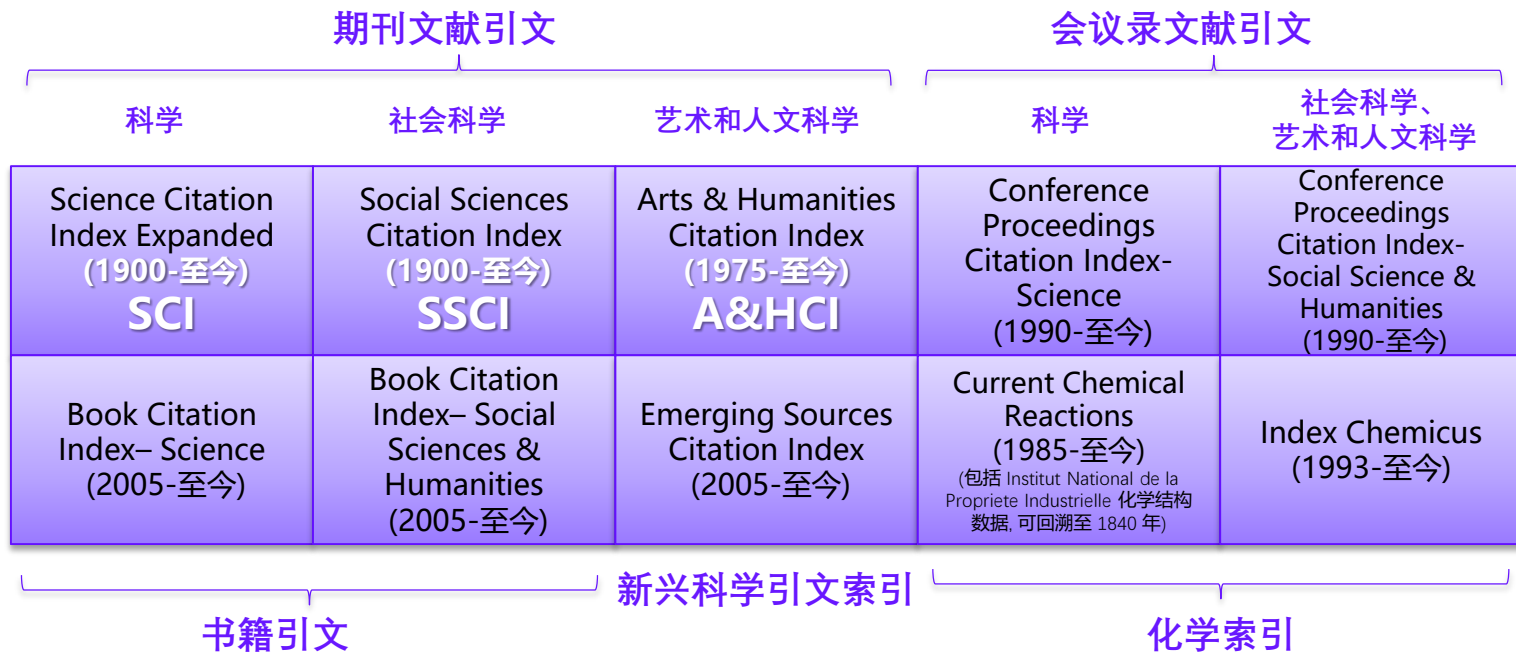 期刊文献引文
会议录文献引文
科学
社会科学
艺术和人文科学
科学
社会科学、
艺术和人文科学
Science Citation
Index Expanded
(1900-至今)
SCI
Social Sciences
Citation Index
(1900-至今)
SSCI
Arts & Humanities
Citation Index
(1975-至今)
A&HCI
Conference
Proceedings
Citation Index-
Science
(1990-至今)
Conference
Proceedings
Citation Index-
Social Science &
Humanities
(1990-至今)
Book Citation
Index– Science
(2005-至今)
Book Citation
Index– Social
Sciences &
Humanities
(2005-至今)
Emerging Sources
Citation Index
(2005-至今)
Current Chemical
Reactions
(1985-至今)
(包括 Institut National de la
Propriete Industrielle 化学结构
数据, 可回溯至 1840 年)
Index Chemicus
(1993-至今)
书籍引文
新兴科学引文索引
化学索引